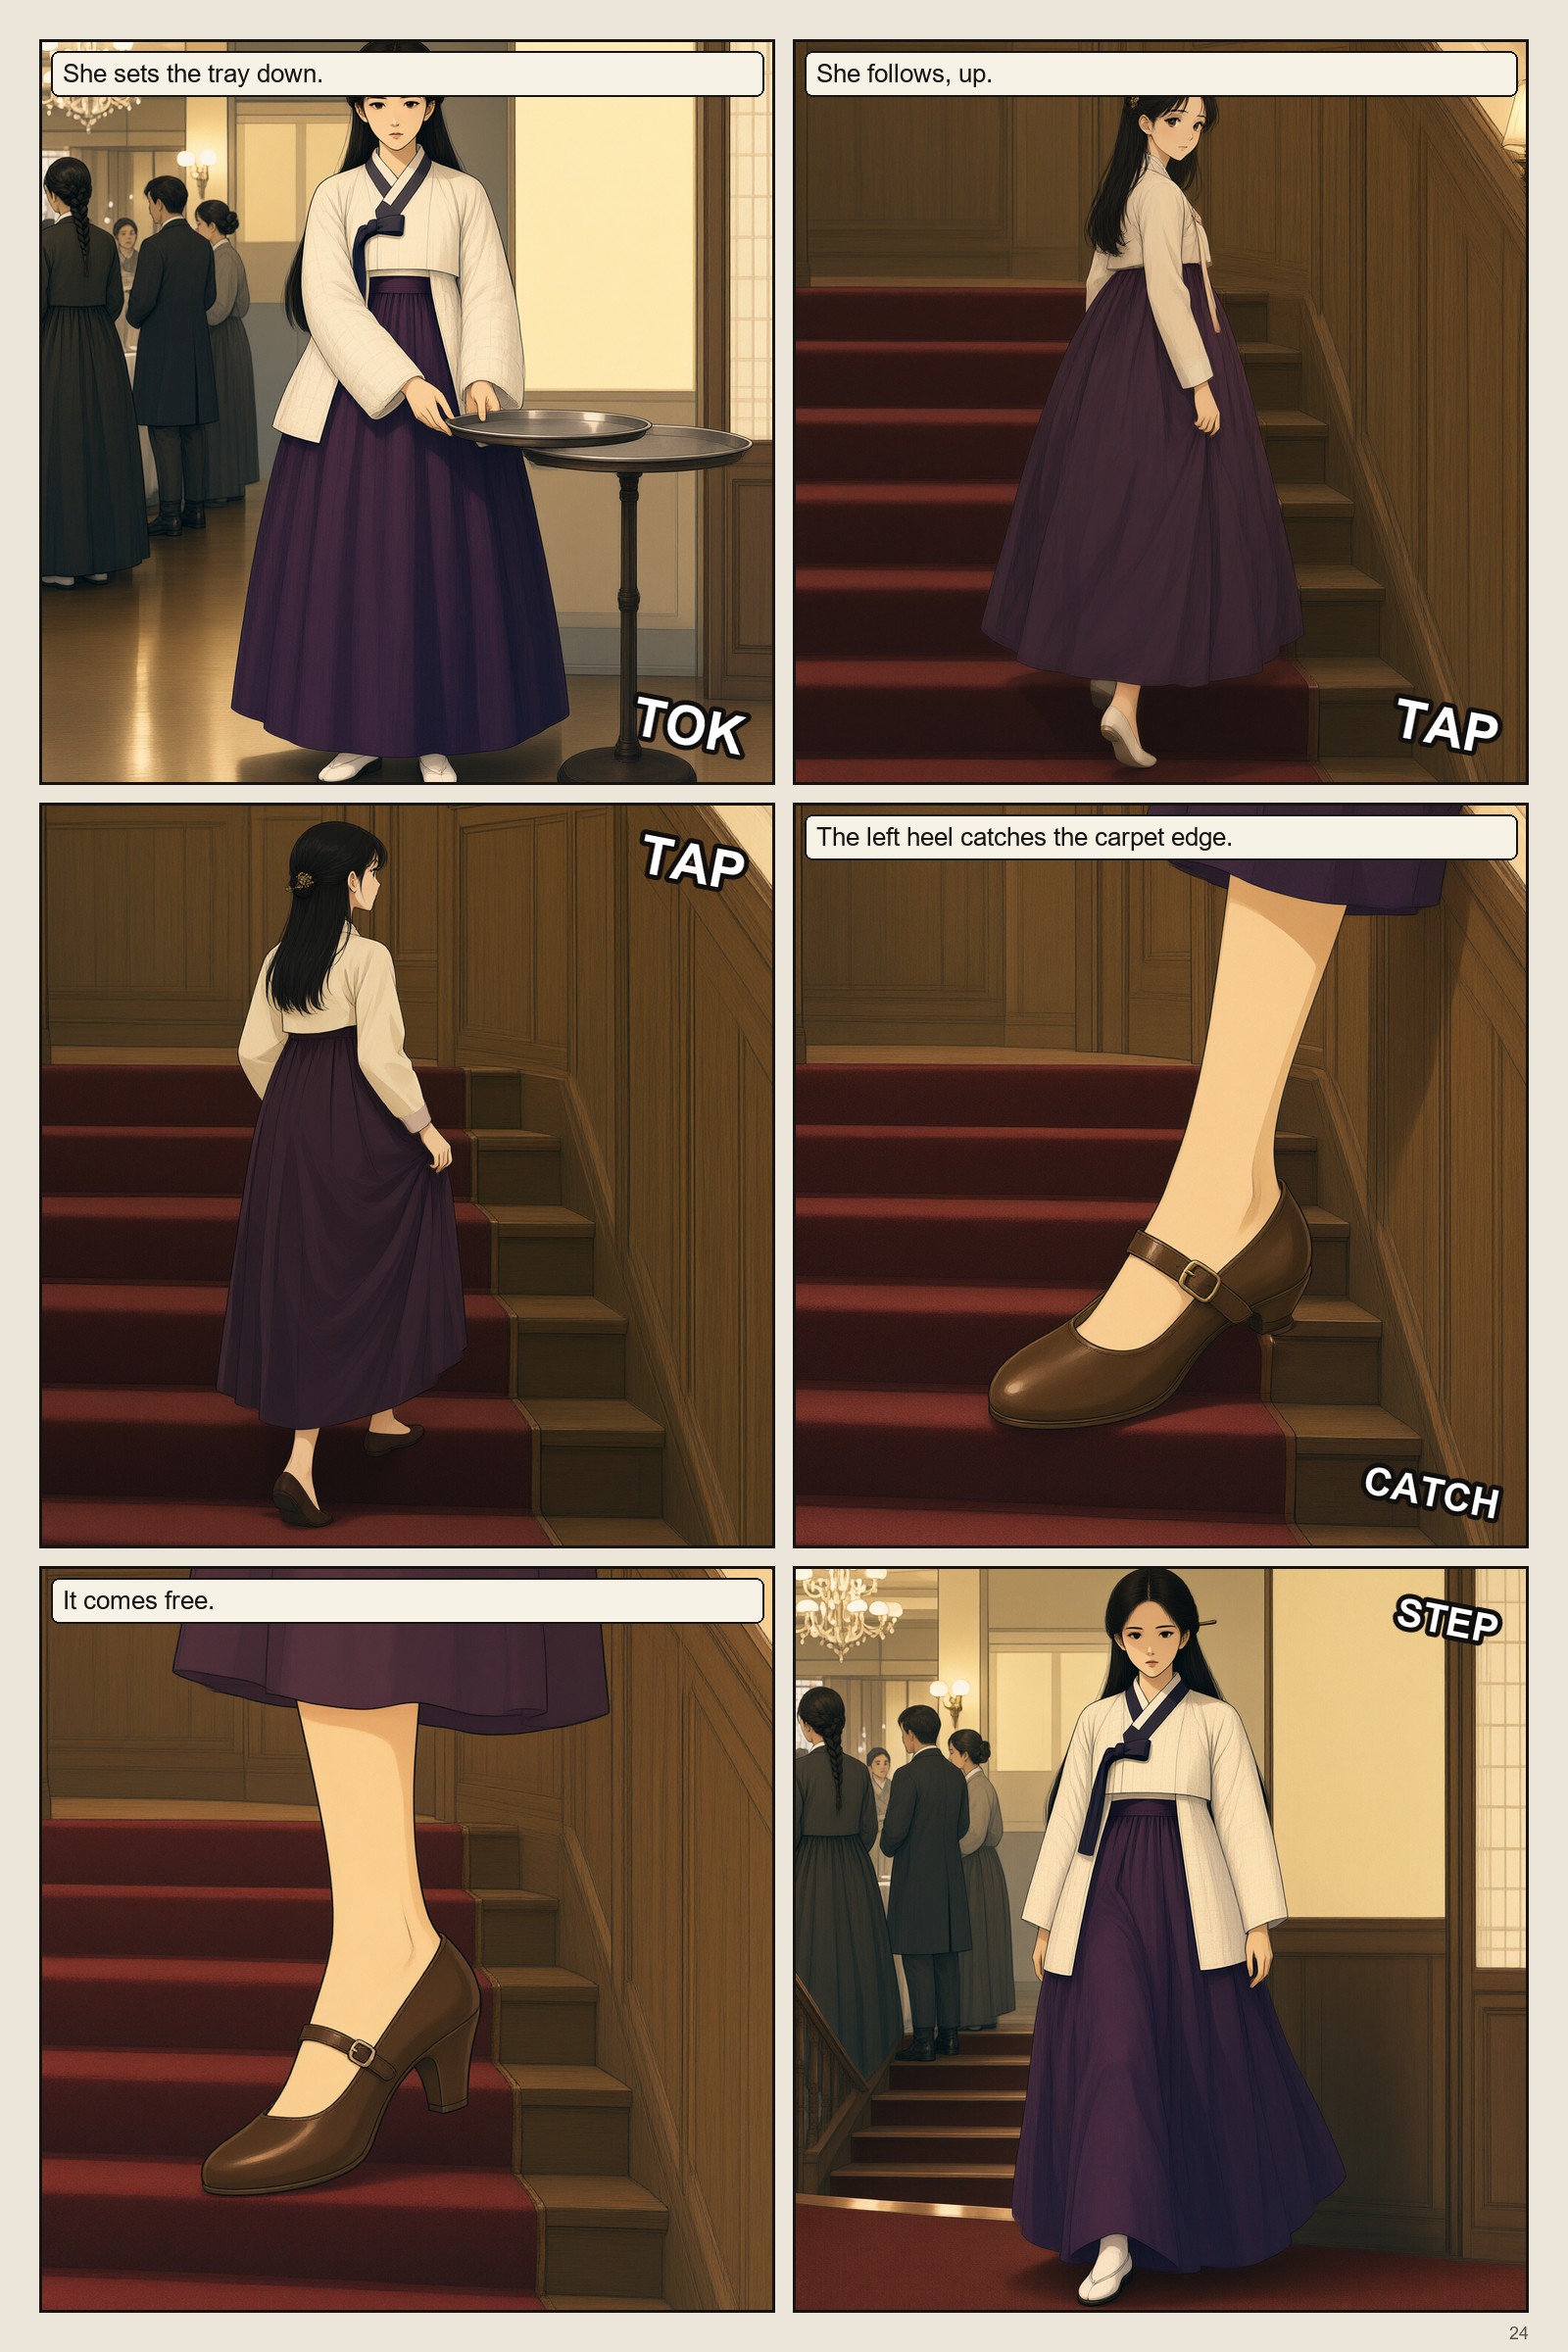 She sets the tray down.
TOK
She follows, up.
TAP
TAP
The left heel catches the carpet edge.
CATCH
It comes free.
STEP
24